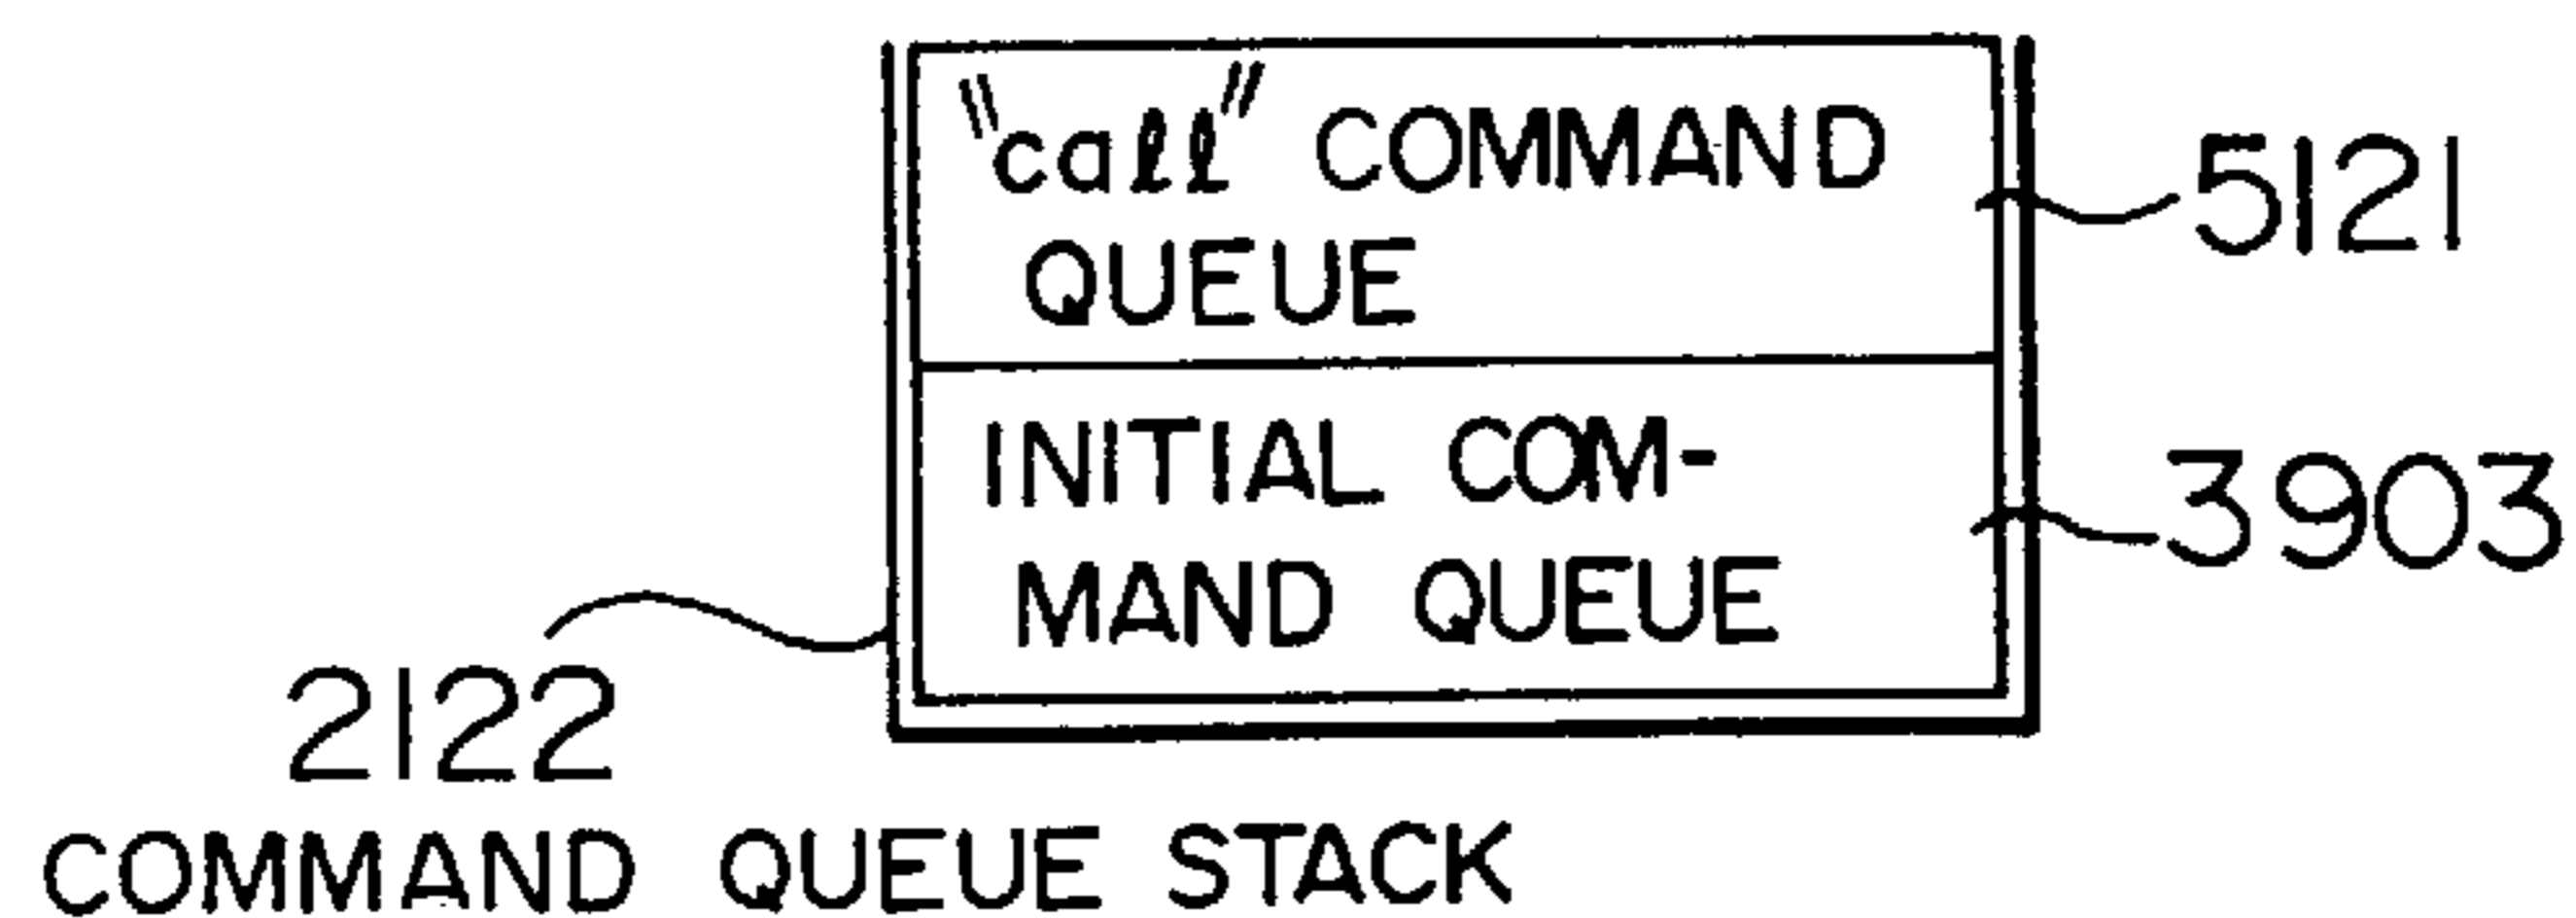 "call" COMMAND
QUEUE
5121
INITIAL COM-
MAND QUEUE
3903
2122
COMMAND QUEUE STACK